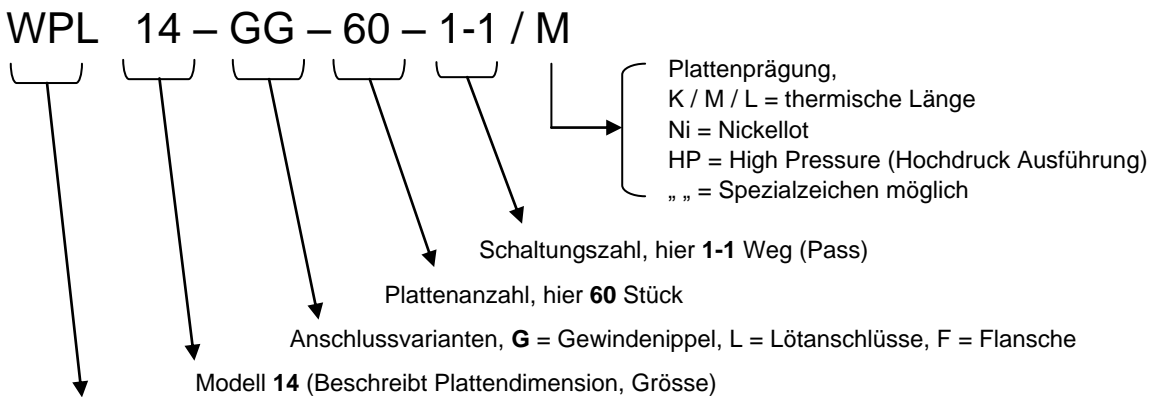 WPL 14 – GG – 60 – 1-1 / M
Plattenprägung,
K / M / L = thermische Länge
Ni = Nickellot
HP = High Pressure (Hochdruck Ausführung)
„ „ = Spezialzeichen möglich
Schaltungszahl, hier 1-1 Weg (Pass)
Plattenanzahl, hier 60 Stück
Anschlussvarianten, G = Gewindenippel, L = Lötanschlüsse, F = Flansche
Modell 14 (Beschreibt Plattendimension, Grösse)